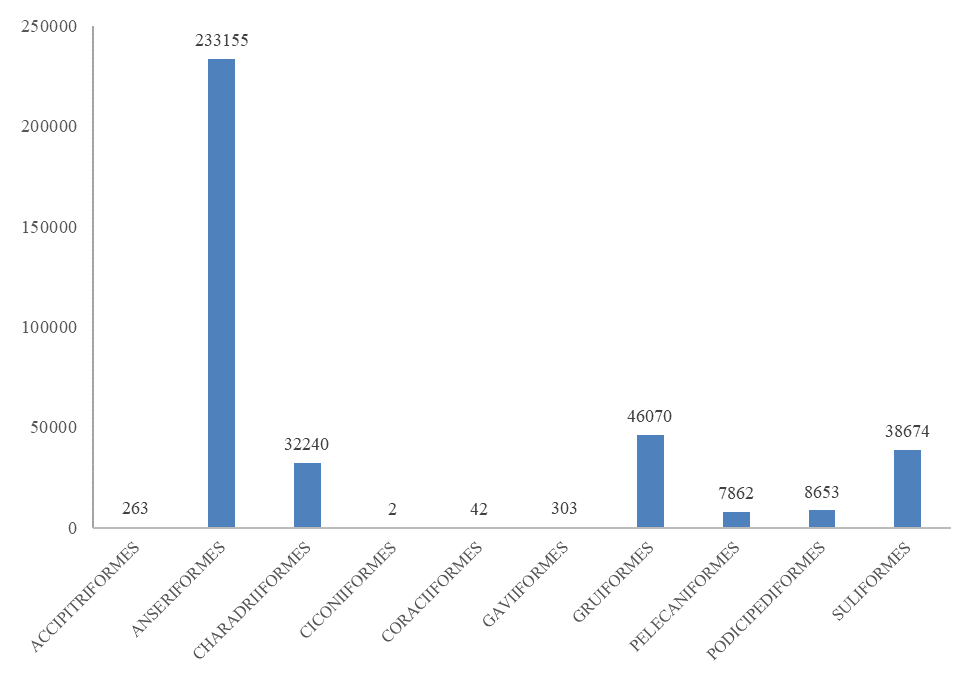 250000
200000
150000
100000
50000
0
263
233155
32240
2
42
303
46070
7862
8653
38674
ACCIPITRIFORMES
ANSERIFORMES
CHARADRIIFORMES
CICONIIFORMES
CORACIIFORMES
GAVIIFORMES
GRUIFORMES
PELECANIFORMES
PODICIPEDIFORMES
SULIFORMES